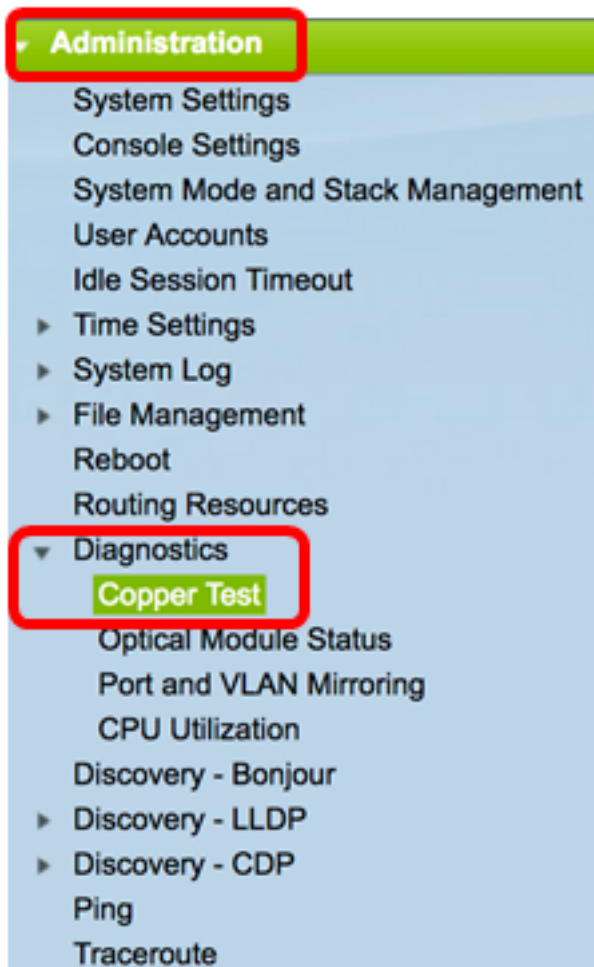 Administration
System Settings
Console Settings
System Mode and Stack Management
User Accounts
Idle Session Timeout
Time Settings
System Log
File Management
Reboot
Routing Resources
Diagnostics
Copper Test
Optical Module Status
Port and VLAN Mirroring
CPU Utilization
Discovery - Bonjour
Discovery - LLDP
Discovery - CDP
Ping
Traceroute